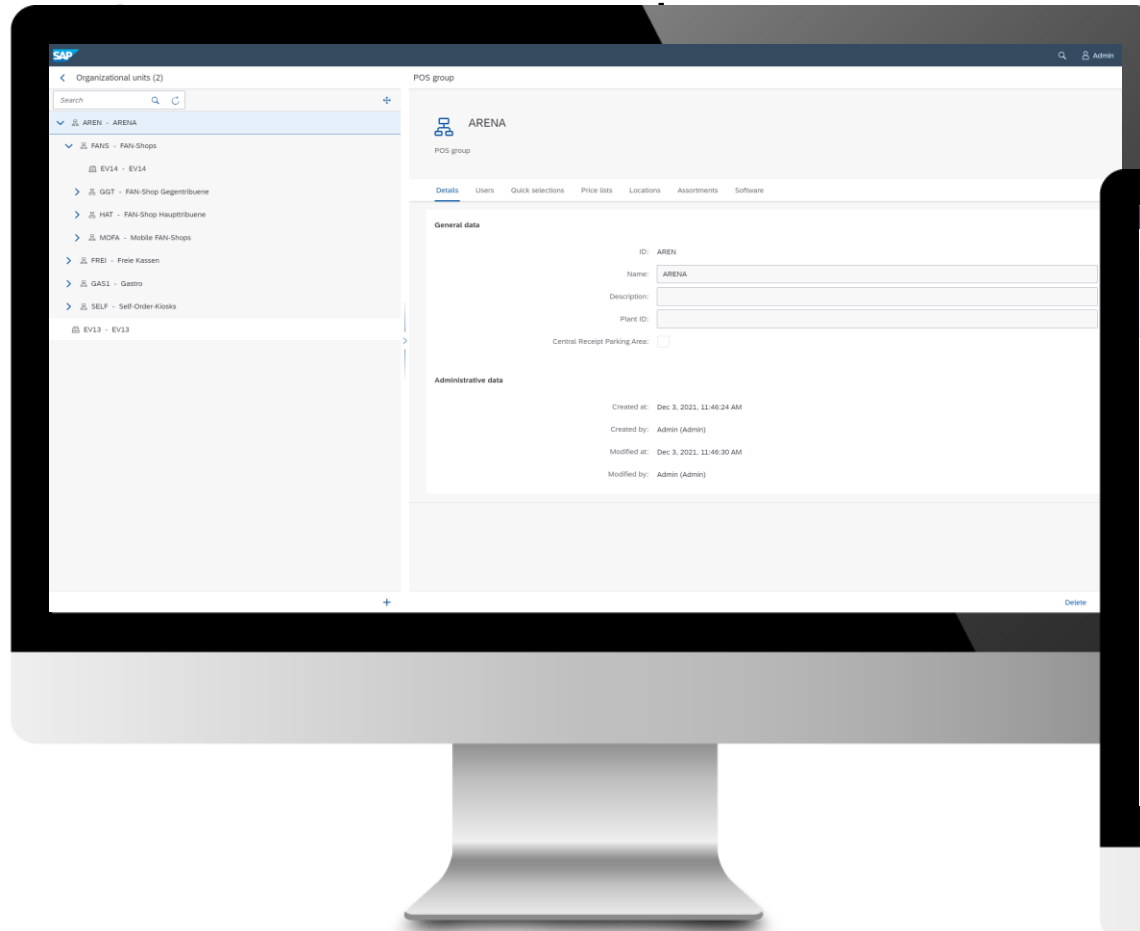 SAP
Admin
Organizational units (2)
POS group
Search
AREN - ARENA
FANS - FAN-Shops
EV14 - EV14
GGT - FAN-Shop Gegentribuene
HAT - FAN-Shop Haupttribuene
MOFA - Mobile FAN-Shops
FREI - Freie Kassen
GAS1 - Gastro
SELF - Self-Order-Kiosks
EV13 - EV13
ARENA
POS group
Details Users Quick selections Price lists Locations Assortments Software
General data
ID: AREN
Name: ARENA
Description:
Plant ID:
Central Receipt Parking Area:
Administrative data
Created at: Dec 3, 2021, 11:46:24 AM
Created by: Admin (Admin)
Modified at: Dec 3, 2021, 11:46:30 AM
Modified by: Admin (Admin)
Delete